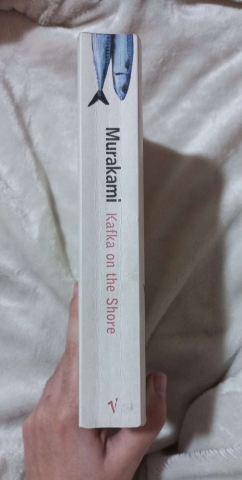 Murakami Kafka on the Shore